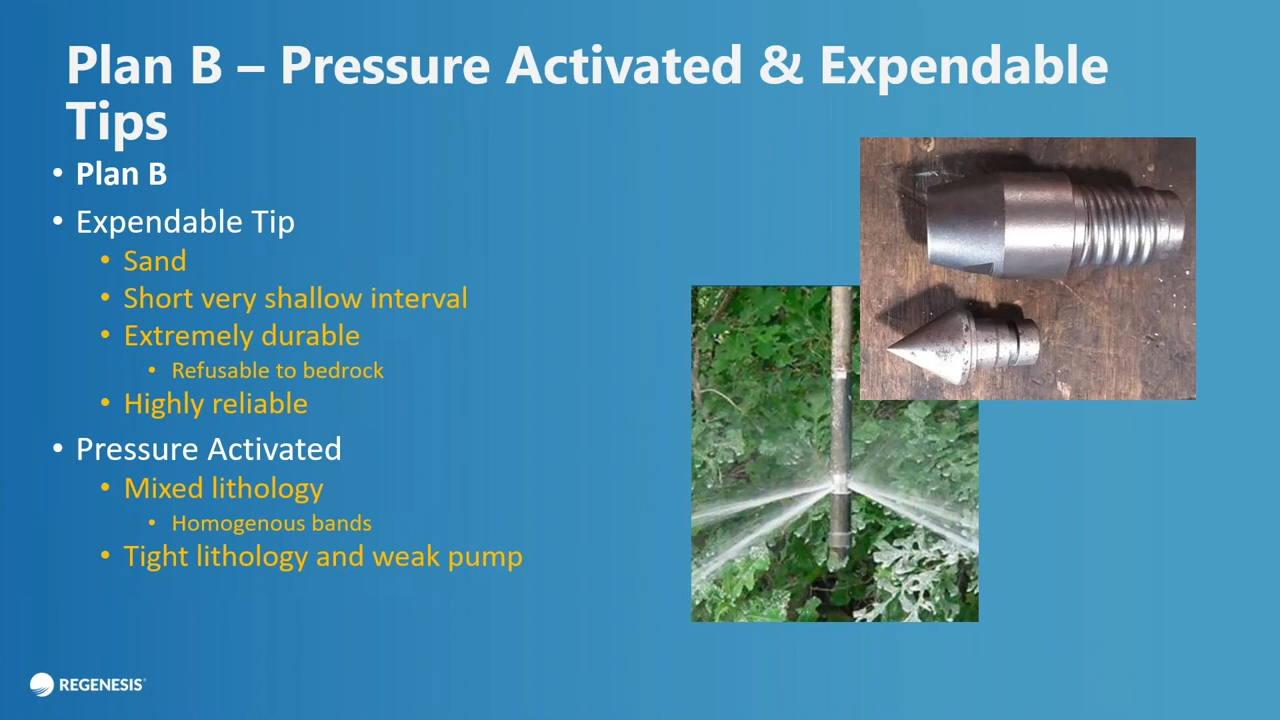 Plan B – Pressure Activated & Expendable
Tips
• Plan B
• Expendable Tip
• Sand
• Short very shallow interval
• Extremely durable
• Refusable to bedrock
• Highly reliable
• Pressure Activated
• Mixed lithology
• Homogenous bands
• Tight lithology and weak pump
REGENESIS